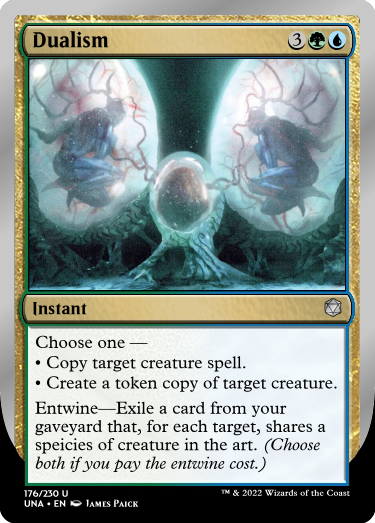 Dualism 3
Instant
Choose one —
• Copy target creature spell.
• Create a token copy of target creature.
Entwine—Exile a card from your
gaveyard that, for each target, shares a
speicies of creature in the art. (Choose
both if you pay the entwine cost.)
176/230 U
UNA • EN JAMES PAICK
™ & 2022 Wizards of the Coast